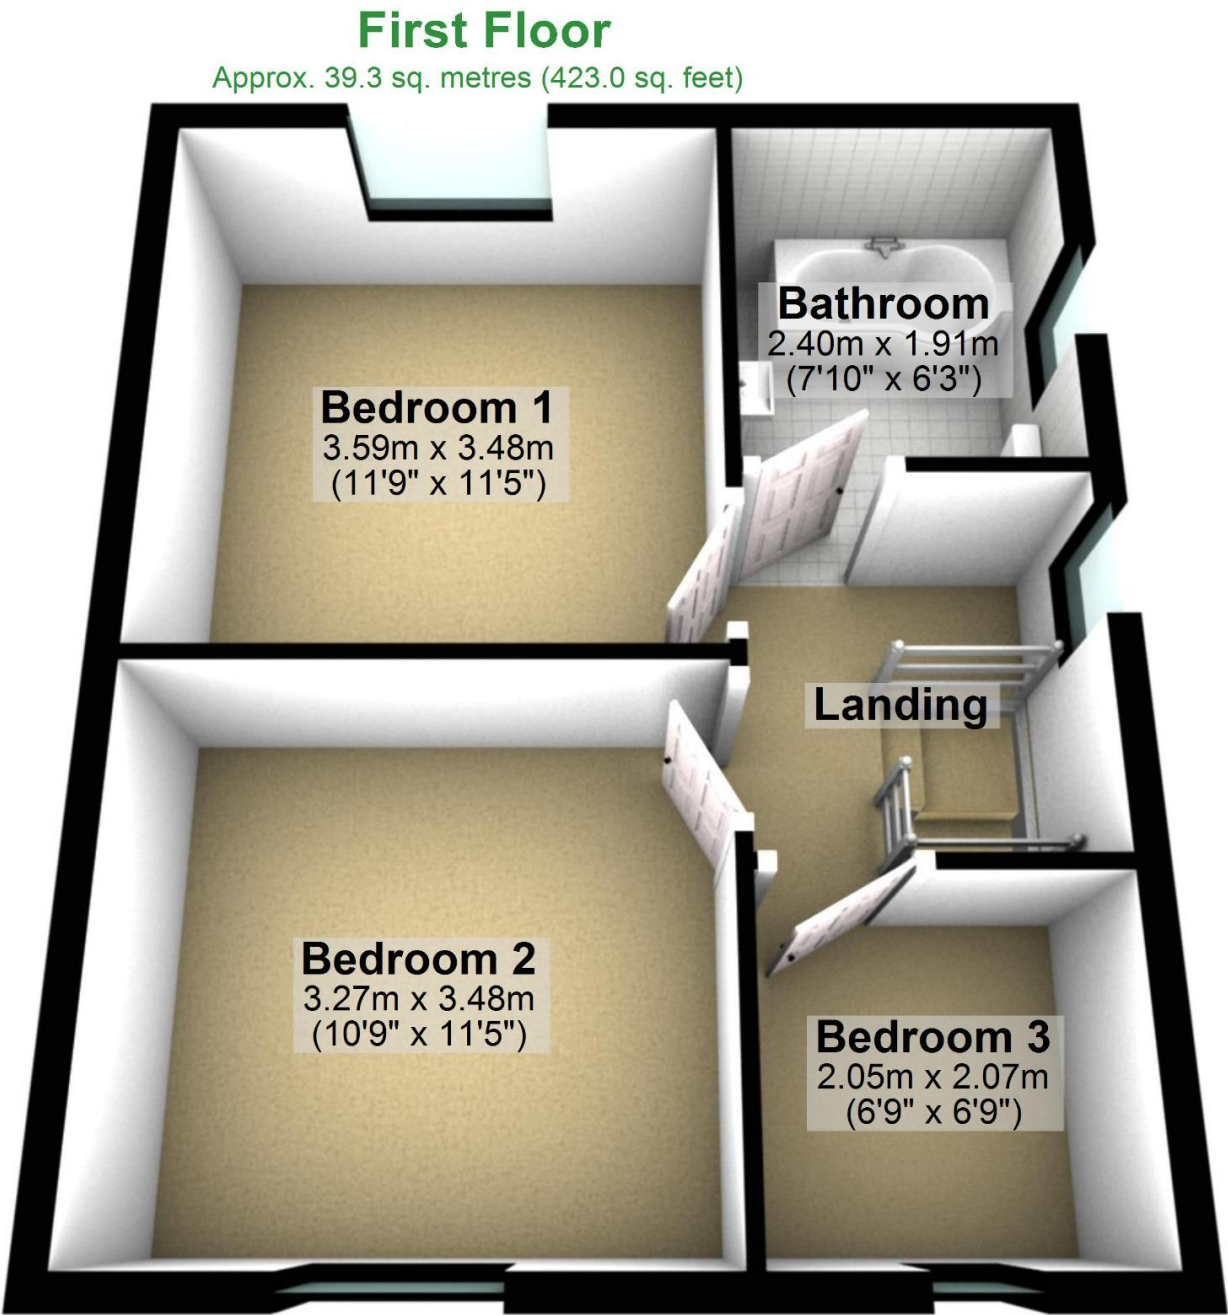 First Floor
Approx. 39.3 sq. metres (423.0 sq. feet)
Bathroom
2.40m x 1.91m
(7'10" x 6'3")
Bedroom 1
3.59m x 3.48m
(11'9" x 11'5")
Landing
Bedroom 2
3.27m x 3.48m
(10'9" x 11'5")
Bedroom 3
2.05m x 2.07m
(6'9" x 6'9")